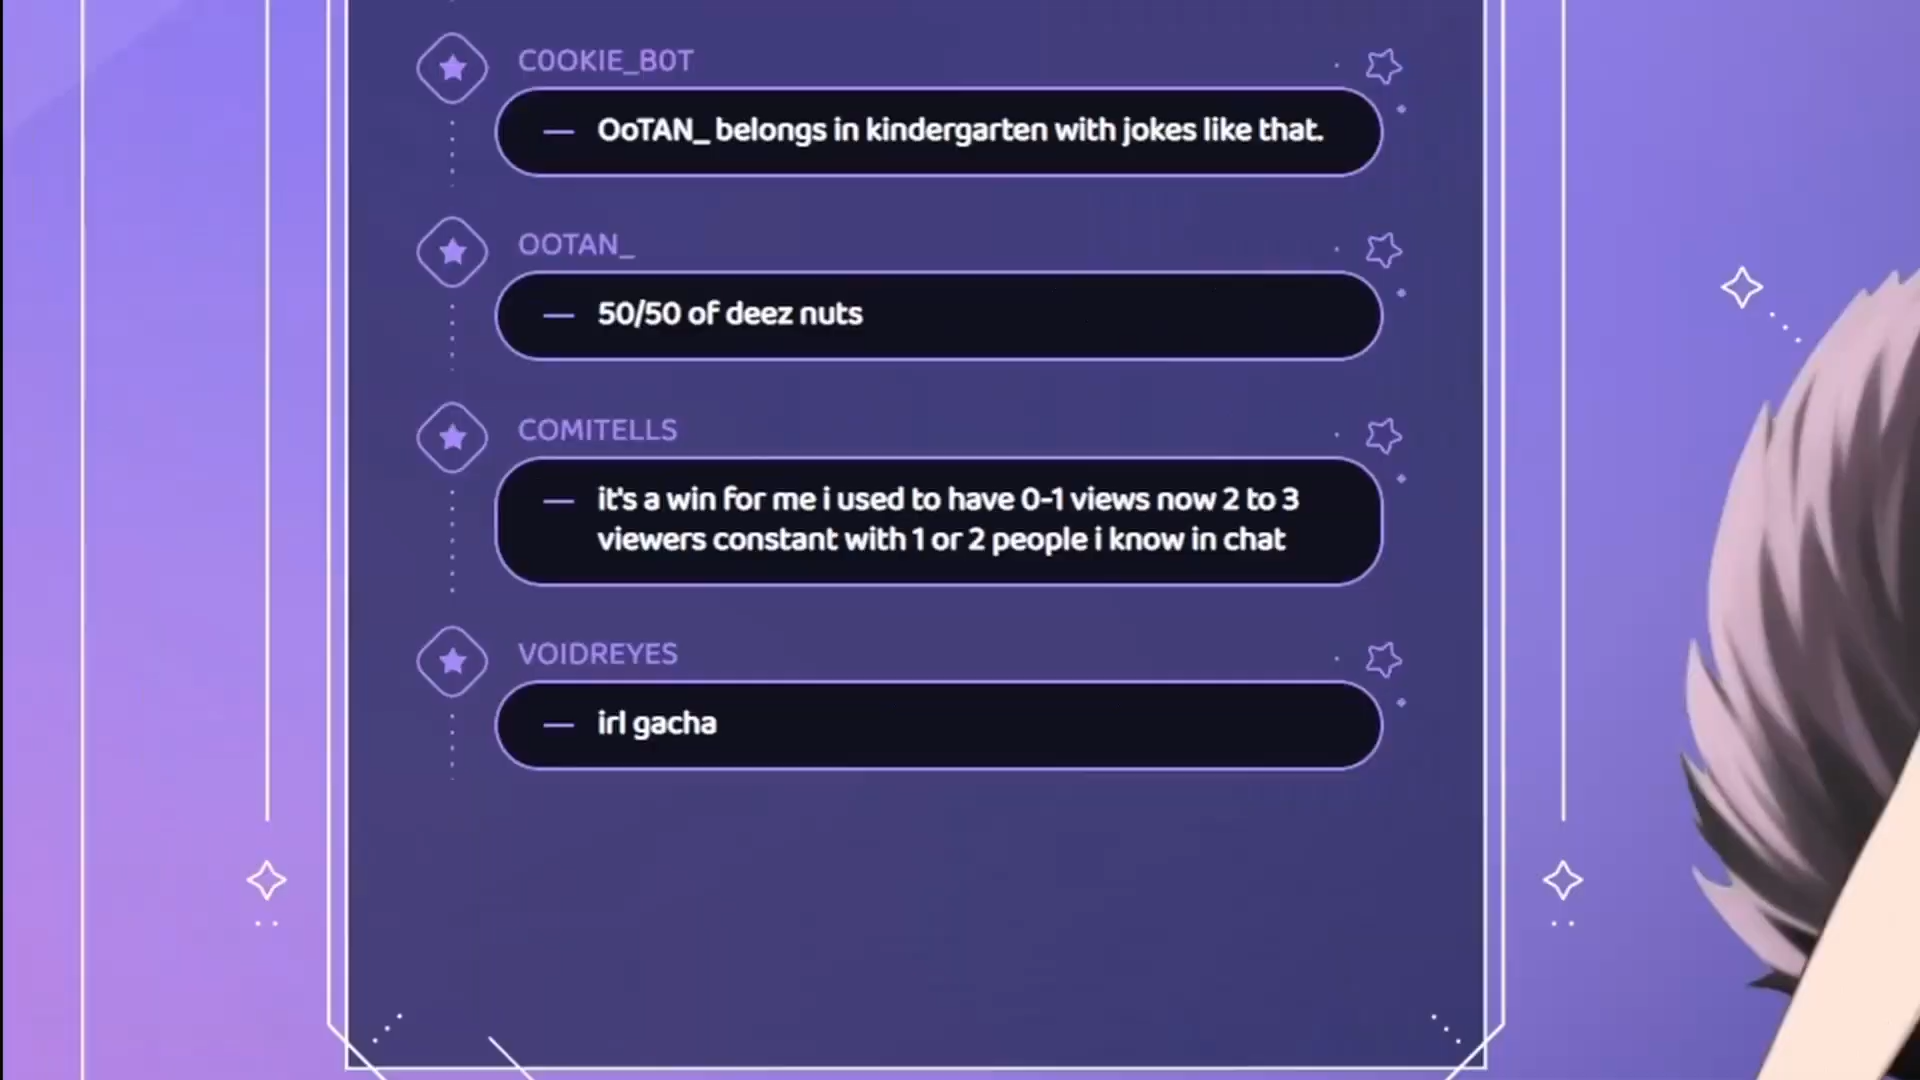 C0OKIE_B0T
— OoTAN_ belongs in kindergarten with jokes like that.
OOTAN_
— 50/50 of deez nuts
COMITELLS
— it's a win for me i used to have 0-1 views now 2 to 3
viewers constant with 1 or 2 people i know in chat
VOIDREYES
— irl gacha